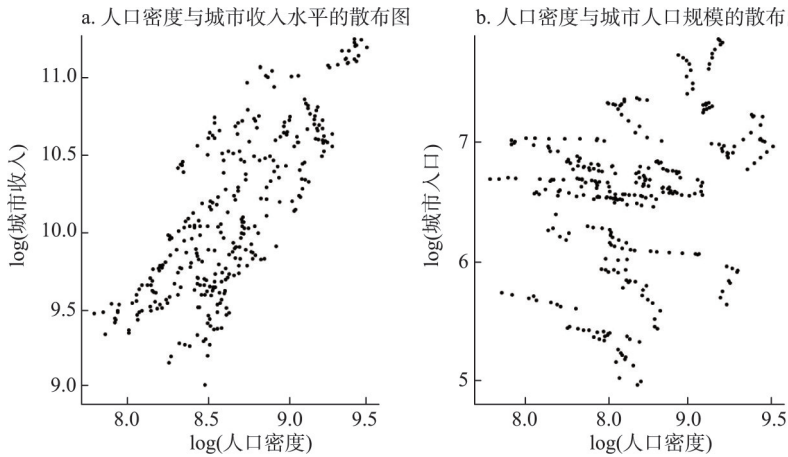 a. 人口密度与城市收入水平的散布图
11.0
10.5
10.0
9.5
9.0
log(城市收入)
8.0 8.5 9.0 9.5
log(人口密度)
b. 人口密度与城市人口规模的散布
7
6
5
log(城市人口)
8.0 8.0 9.0 9.5
log(人口密度)